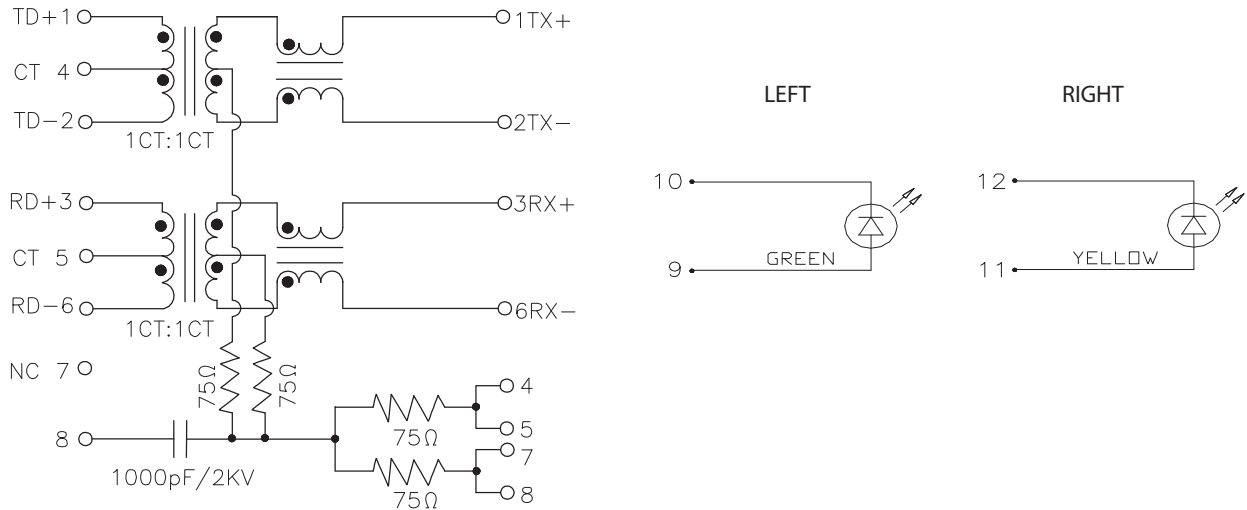 TD+1
1TX+
CT 4
TD-2
2TX-
1CT:1CT
RD+3
3RX+
CT 5
RD-6
6RX-
1CT:1CT
NC 7
75Ω
75Ω
4
75Ω
5
8
7
1000pF/2KV
75Ω
8
LEFT
10
GREEN
9
RIGHT
12
YELLOW
11